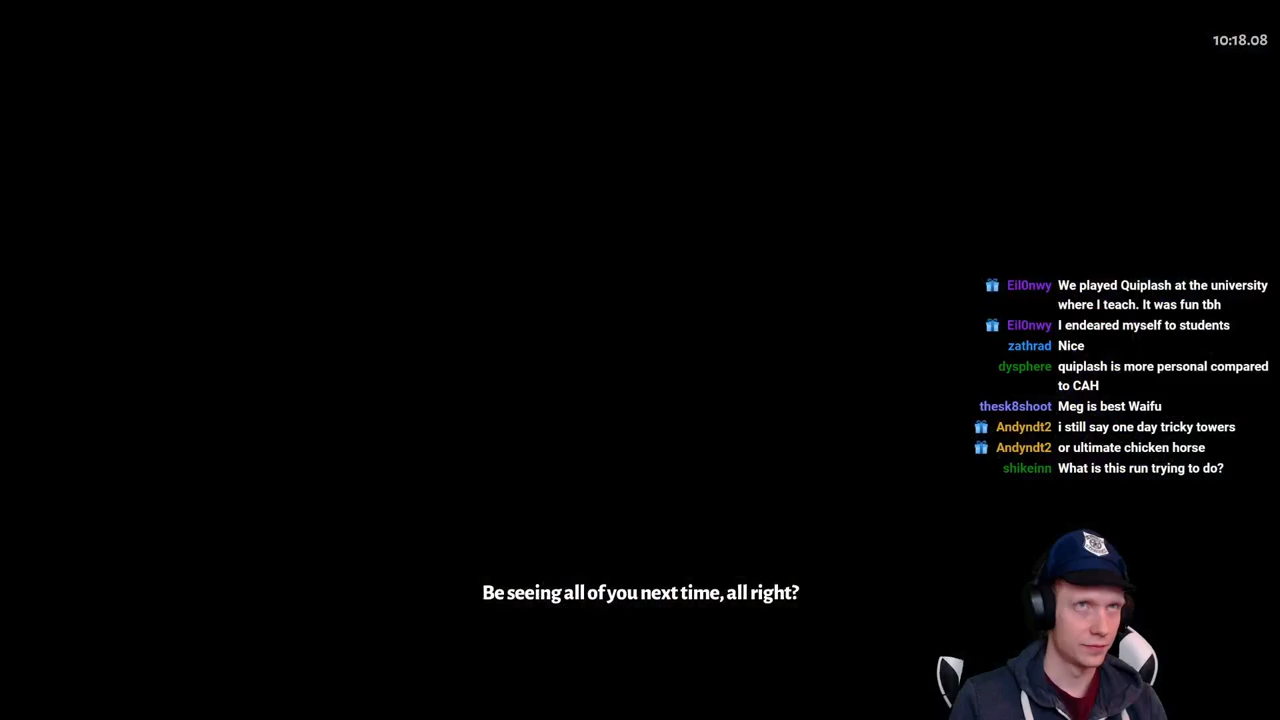 10:18.08
Eil0nwy We played Quiplash at the university
where I teach. It was fun tbh
Eil0nwy I endeared myself to students
zathrad Nice
dysphere quiplash is more personal compared
to CAH
thesk8shoot Meg is best Waifu
Andyndt2 i still say one day tricky towers
Andyndt2 or ultimate chicken horse
shikeinn What is this run trying to do?
Be seeing all of you next time, all right?